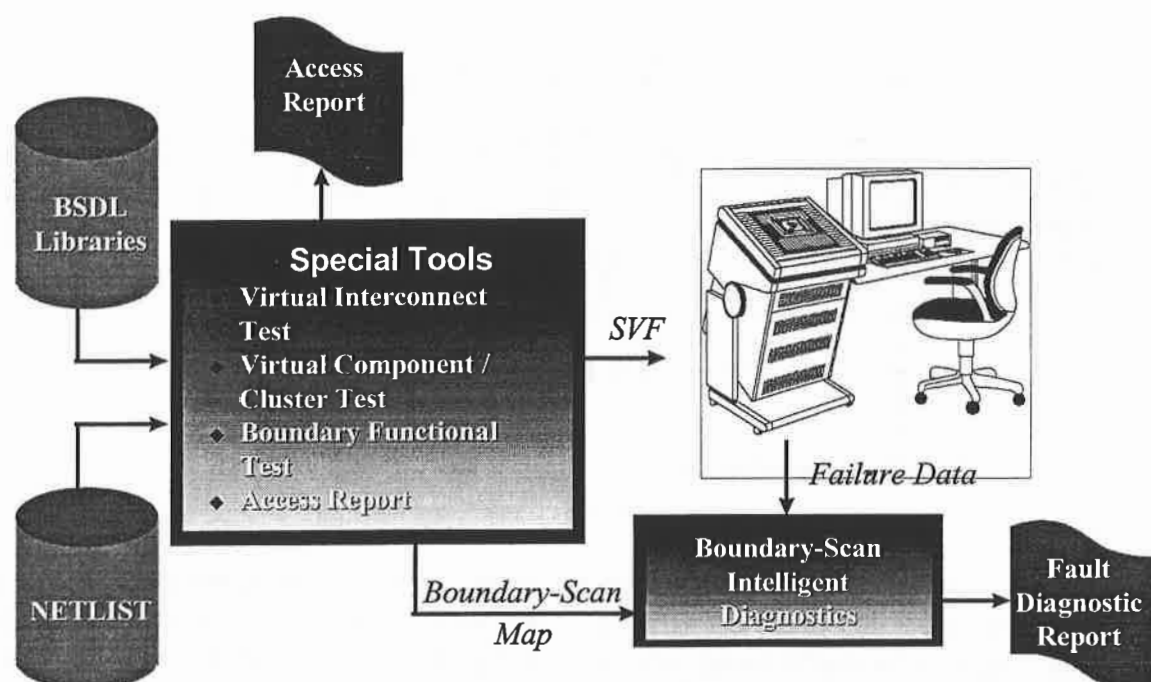 Access
Report
BSDL
Libraries
Special Tools
Virtual Interconnect
Test
◆ Virtual Component /
Cluster Test
◆ Boundary Functional
Test
◆ Access Report
SVF
Failure Data
NETLIST
Boundary-Scan
Map
Boundary-Scan
Intelligent
Diagnostics
Fault
Diagnostic
Report